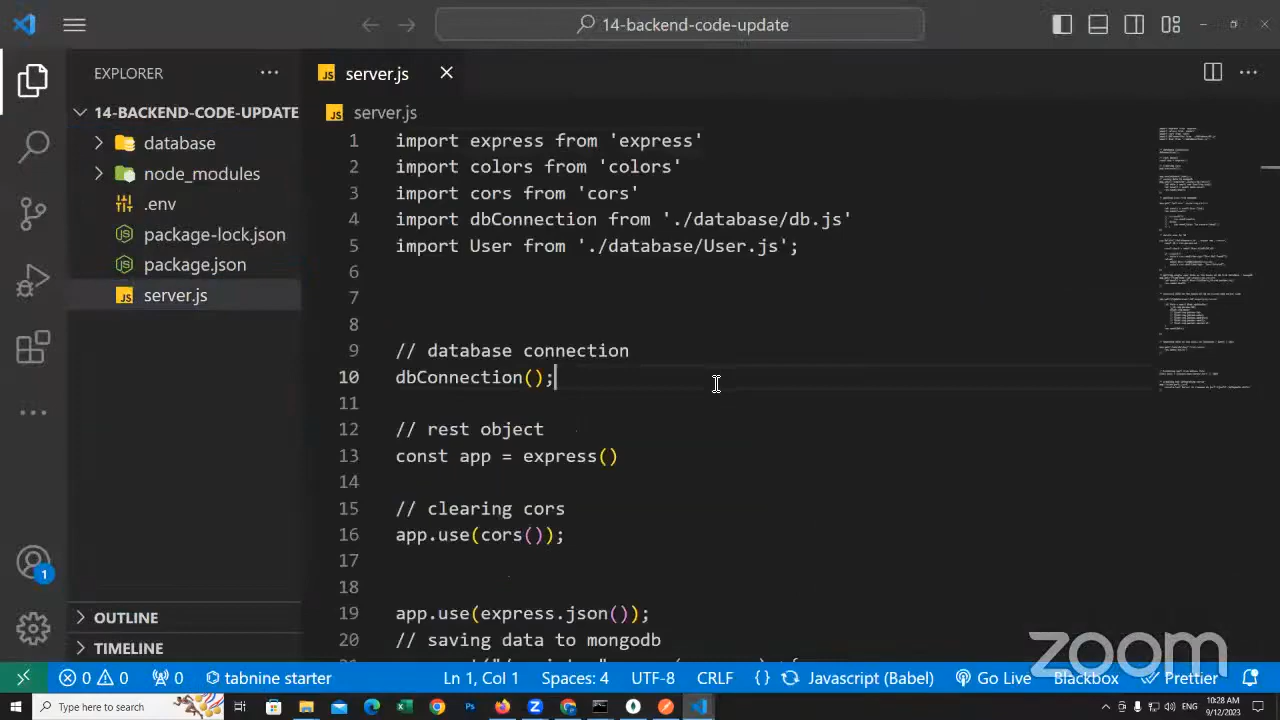 14-backend-code-update
EXPLORER
server.js
14-BACKEND-CODE-UPDATE
server.js
database
node_modules
.env
package-lock.json
package.json
server.js
1 import express from 'express'
2 import colors from 'colors'
3 import cors from 'cors'
4 import dbConnection from './database/db.js'
5 import User from './database/User.js';
6
7
8
9 // database connection
10 dbConnection();
11
12 // rest object
13 const app = express()
14
15 // clearing cors
16 app.use(cors());
17
18
19 app.use(express.json());
20 // saving data to mongodb
OUTLINE
TIMELINE
1
zoom
0 0 0 tabnine starter Ln 1, Col 1 Spaces: 4 UTF-8 CRLF {} Javascript (Babel) Go Live Blackbox Prettier
Type here to search
ENG
10:28 AM
9/12/2023